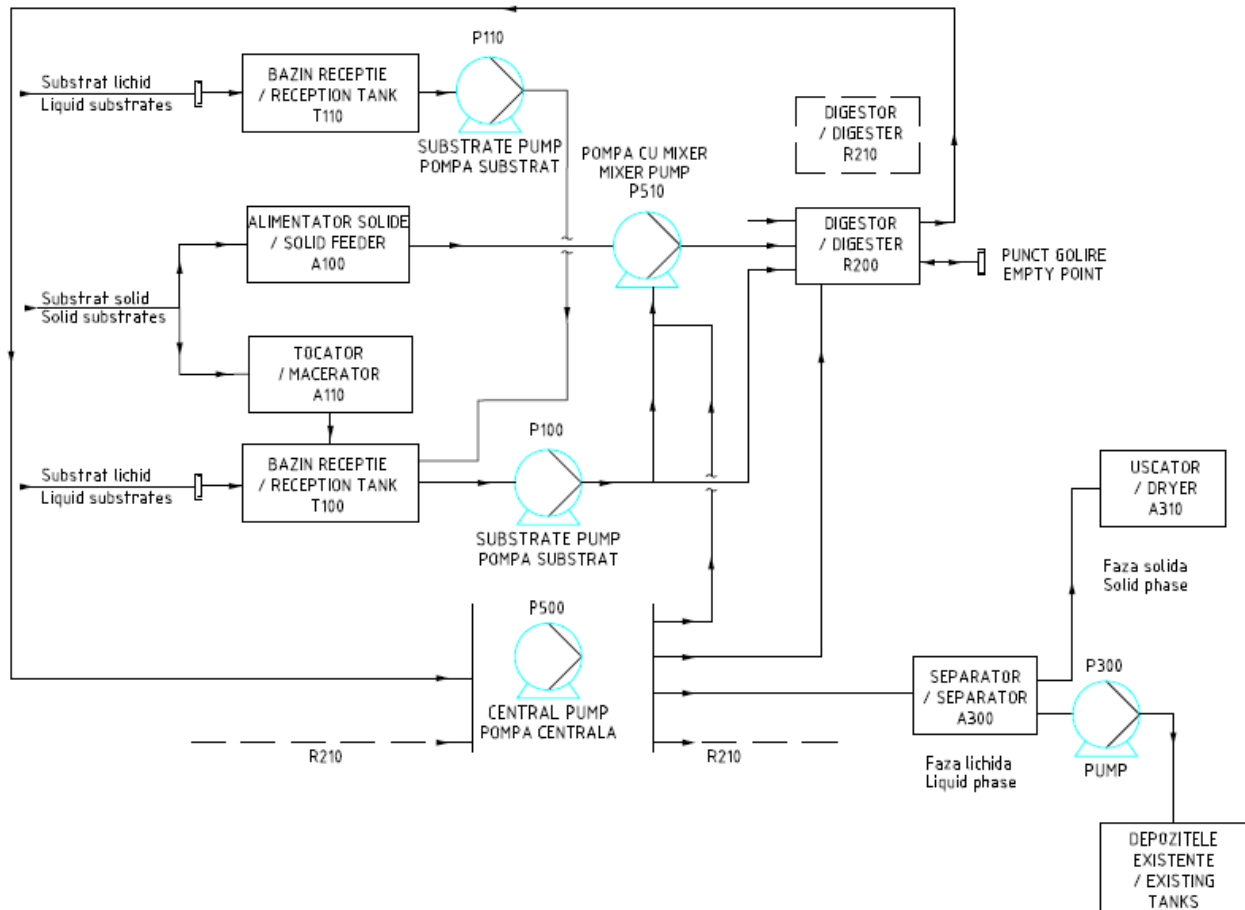 P110
Substrat lichid
Liquid substrates
BAZIN RECEPTIE
/ RECEPTION TANK
T110
SUBSTRATE PUMP
POMPA SUBSTRAT
POMPA CU MIXER
MIXER PUMP
P510
DIGESTOR
/ DIGESTER
R210
ALIMENTATOR SOLIDE
/ SOLID FEEDER
A100
DIGESTOR
/ DIGESTER
R200
PUNCT GOLIRE
EMPTY POINT
Substrat solid
Solid substrates
TOCATOR
/ MACERATOR
A110
P100
Substrat lichid
Liquid substrates
BAZIN RECEPTIE
/ RECEPTION TANK
T100
SUBSTRATE PUMP
POMPA SUBSTRAT
USCATOR
/ DRYER
A310
Faza solida
Solid phase
P500
CENTRAL PUMP
POMPA CENTRALA
R210
R210
SEPARATOR
/ SEPARATOR
A300
P300
PUMP
Faza lichida
Liquid phase
DEPOZITELE
EXISTENTE
/ EXISTING
TANKS